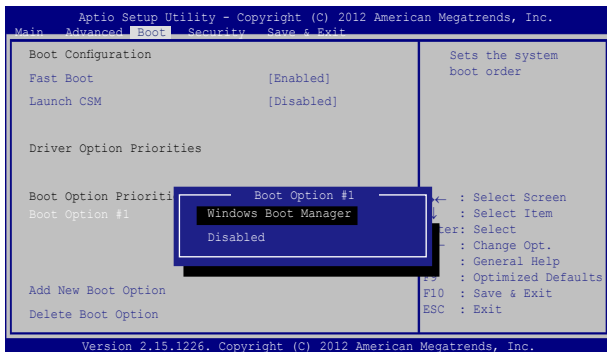 Aptio Setup Utility - Copyright (C) 2012 American Megatrends, Inc.
Main Advanced Boot Security Save & Exit
Boot Configuration
Fast Boot [Enabled]
Launch CSM [Disabled]
Driver Option Priorities
Boot Option Prioriti
Boot Option #1
Sets the system
boot order
Boot Option #1
Windows Boot Manager
Disabled
→← : Select Screen
: Select Item
ter: Select
: Change Opt.
: General Help
F9 : Optimized Defaults
F10 : Save & Exit
ESC : Exit
Add New Boot Option
Delete Boot Option
Version 2.15.1226. Copyright (C) 2012 American Megatrends, Inc.